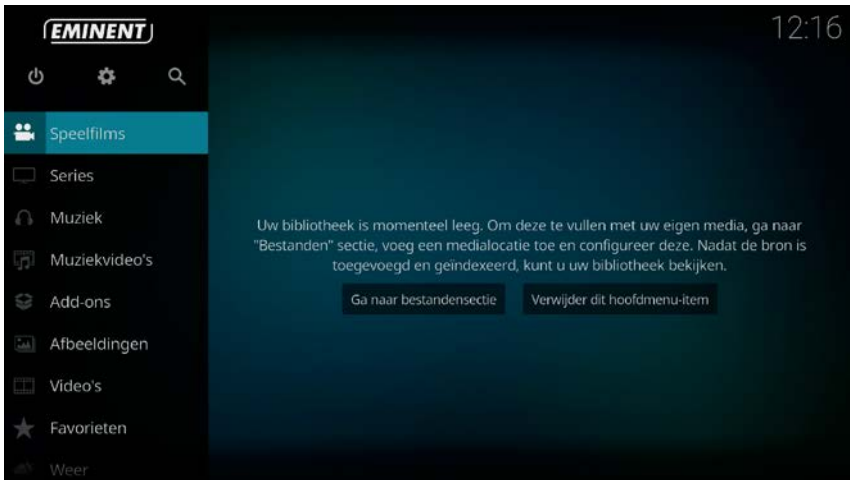 EMINENT
12:16
Speelfilms
Series
Muziek
Muziekvideo's
Add-ons
Afbeeldingen
Video's
Favorieten
Weer
Uw bibliotheek is momenteel leeg. Om deze te vullen met uw eigen media, ga naar
"Bestanden" sectie, voeg een medialocatie toe en configureer deze. Nadat de bron is
toegevoegd en geïndexeerd, kunt u uw bibliotheek bekijken.
Ga naar bestandensectie
Verwijder dit hoofdmenu-item